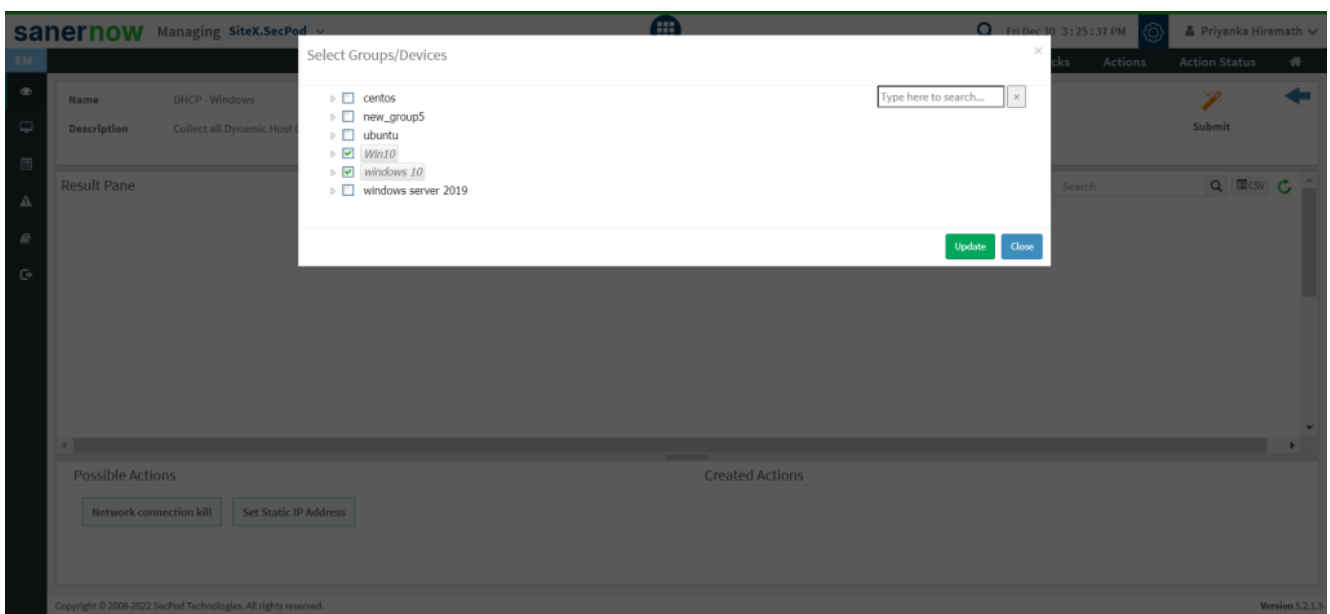 sanernow Managing SiteX.SecPod Fri Dec 30 3:25:37 PM Priyanka Hiremath
EM cks Actions Action Status
Select Groups/Devices
×
centos
new_group5
ubuntu
Win10
windows 10
windows server 2019
Type here to search... ×
Update Close
Name DHCP - Windows
Description Collect all Dynamic Host
Submit
Result Pane
Search CSV
Possible Actions
Network connection kill Set Static IP Address
Created Actions
Copyright © 2008-2022 SecPod Technologies. All rights reserved. Version 5.2.1.5